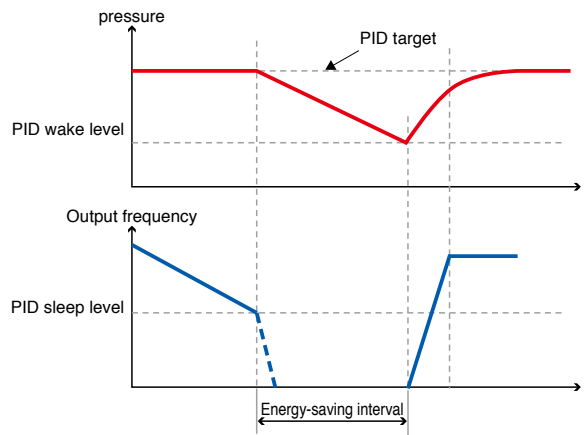 pressure
PID target
PID wake level
Output frequency
PID sleep level
Energy-saving interval